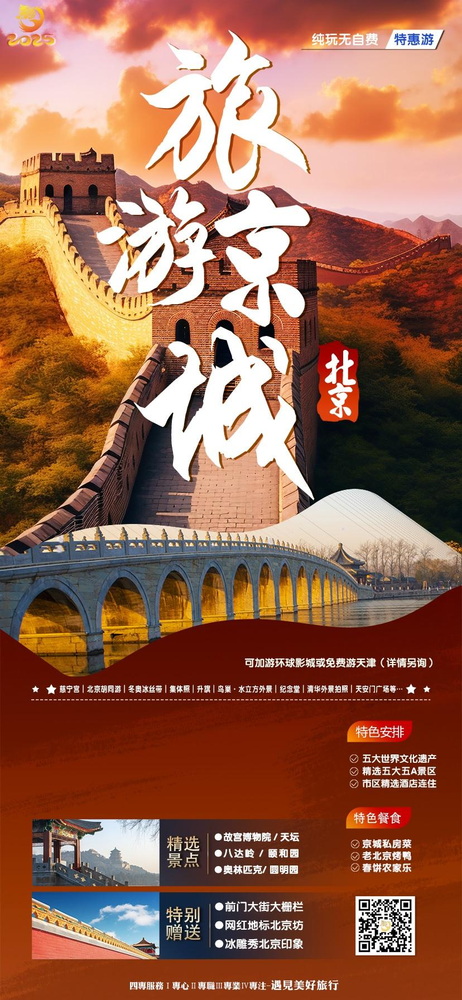 2025
纯玩无自费 特惠游
旅
游京
城
北京
可加游环球影城或免费游天津（详情另询）
慈宁宫｜北京胡同游｜冬奥冰丝带｜集体照｜升旗｜鸟巢·水立方外景｜纪念堂｜清华外景拍照｜天安门广场等…
特色安排
五大世界文化遗产
精选五大五A景区
市区精选酒店连住
特色餐食
京城私房菜
老北京烤鸭
春饼农家乐
精选
景点
●故宫博物院 / 天坛
●八达岭 / 颐和园
●奥林匹克/ 圆明园
特别
赠送
●前门大街大栅栏
●网红地标北京坊
●冰雕秀北京印象
四專服務Ⅰ專心Ⅱ專職Ⅲ專業Ⅳ專注-遇見美好旅行